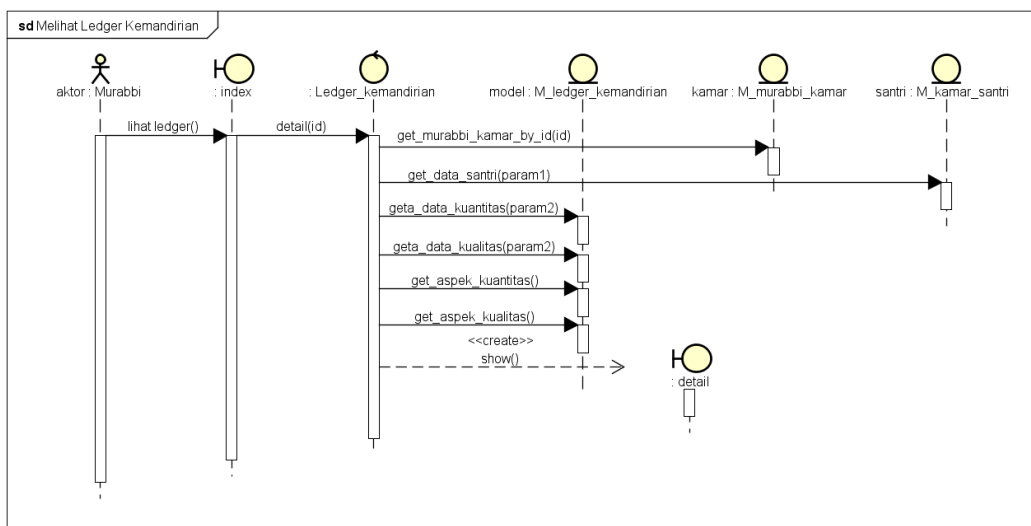 sd Melihat Ledger Kemandirian
aktor : Murabbi
: index
: Ledger_kemandirian
model : M_ledger_kemandirian
kamar : M_murabbi_kamar
santri : M_kamar_santri
lihat ledger()
detail(id)
get_murabbi_kamar_by_id(id)
get_data_santri(param1)
geta_data_kuantitas(param2)
geta_data_kualitas(param2)
get_aspek_kuantitas()
get_aspek_kualitas()
<<create>>
show()
: detail